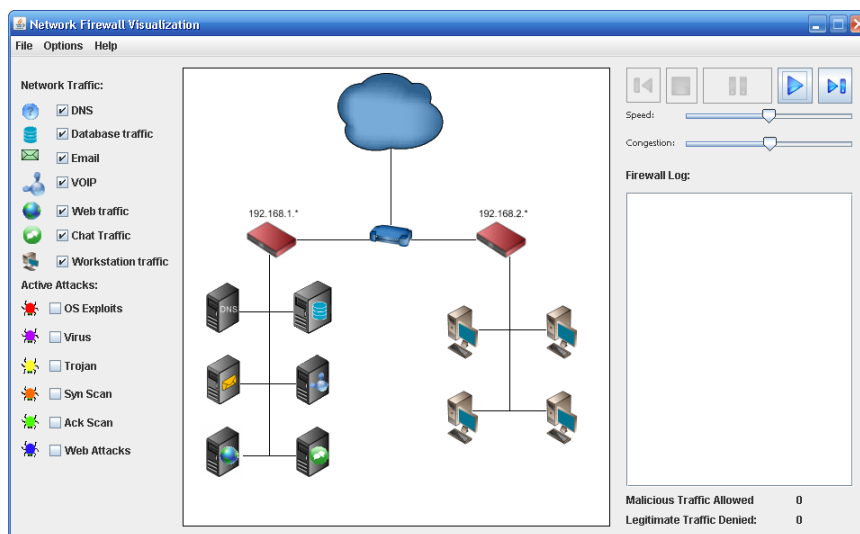 Network Firewall Visualization
File Options Help
Network Traffic:
DNS
Database traffic
Email
VOIP
Web traffic
Chat Traffic
Workstation traffic
Active Attacks:
OS Exploits
Virus
Trojan
Syn Scan
Ack Scan
Web Attacks
192.168.1.*
192.168.2.*
DNS
Speed:
Congestion:
Firewall Log:
Malicious Traffic Allowed 0
Legitimate Traffic Denied: 0